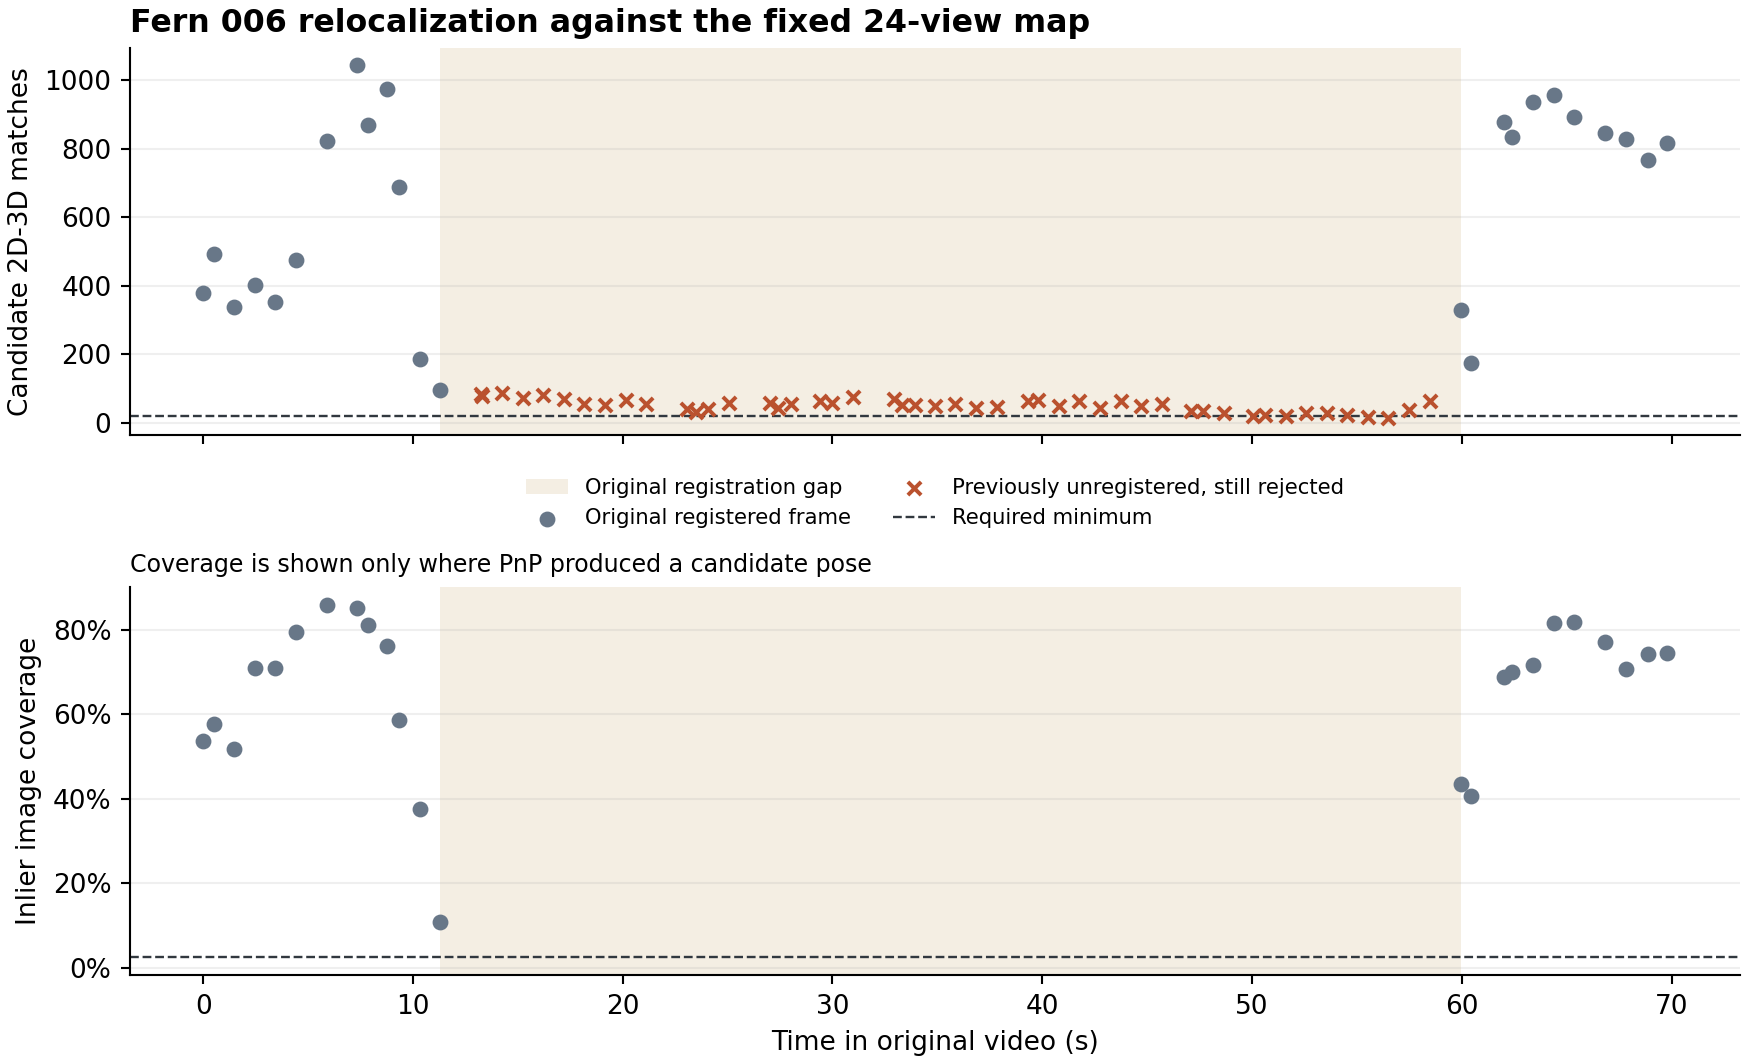 Fern 006 relocalization against the fixed 24-view map
Candidate 2D-3D matches
1000
800
600
400
200
0
Original registration gap
Original registered frame
Previously unregistered, still rejected
Required minimum
Coverage is shown only where PnP produced a candidate pose
Inlier image coverage
80%
60%
40%
20%
0%
0 10 20 30 40 50 60 70
Time in original video (s)